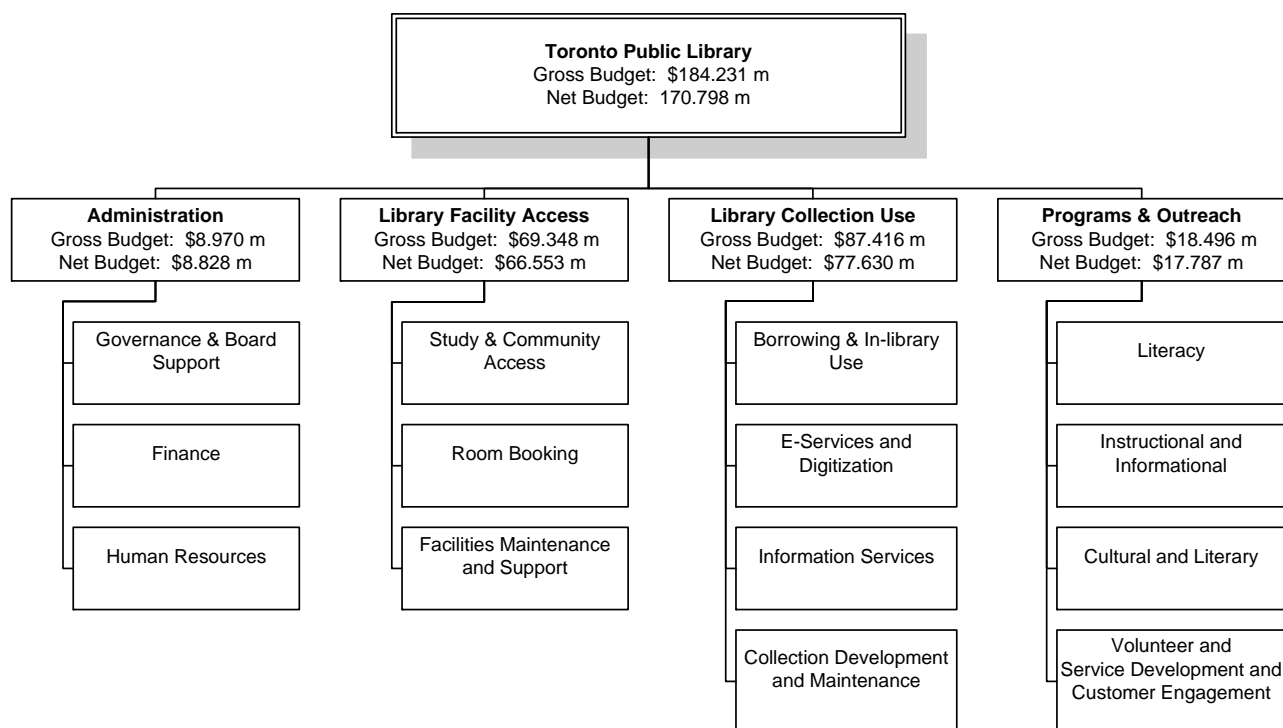 Toronto Public Library
Gross Budget: $184.231 m
Net Budget: 170.798 m
Administration
Gross Budget: $8.970 m
Net Budget: $8.828 m
Library Facility Access
Gross Budget: $69.348 m
Net Budget: $66.553 m
Library Collection Use
Gross Budget: $87.416 m
Net Budget: $77.630 m
Programs & Outreach
Gross Budget: $18.496 m
Net Budget: $17.787 m
Governance & Board
Support
Finance
Human Resources
Study & Community
Access
Room Booking
Facilities Maintenance
and Support
Borrowing & In-library
Use
E-Services and
Digitization
Information Services
Collection Development
and Maintenance
Literacy
Instructional and
Informational
Cultural and Literary
Volunteer and
Service Development and
Customer Engagement